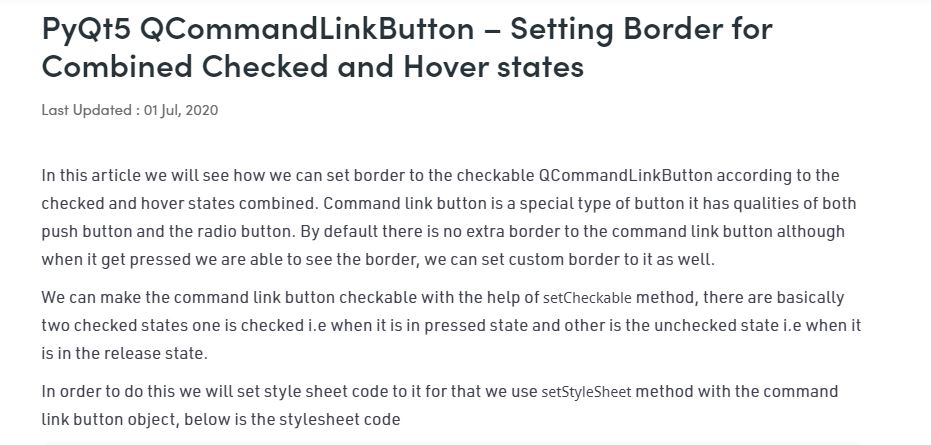 PyQt5 QCommandLinkButton – Setting Border for
Combined Checked and Hover states
Last Updated : 01 Jul, 2020
In this article we will see how we can set border to the checkable QCommandLinkButton according to the
checked and hover states combined. Command link button is a special type of button it has qualities of both
push button and the radio button. By default there is no extra border to the command link button although
when it get pressed we are able to see the border, we can set custom border to it as well.
We can make the command link button checkable with the help of setCheckable method, there are basically
two checked states one is checked i.e when it is in pressed state and other is the unchecked state i.e when it
is in the release state.
In order to do this we will set style sheet code to it for that we use setStyleSheet method with the command
link button object, below is the stylesheet code